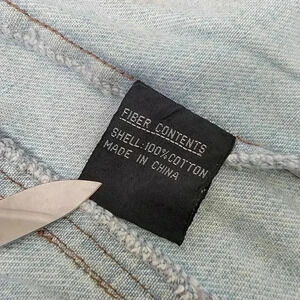 FIBER CONTENTS
SHELL:100%COTTON
MADE IN CHINA